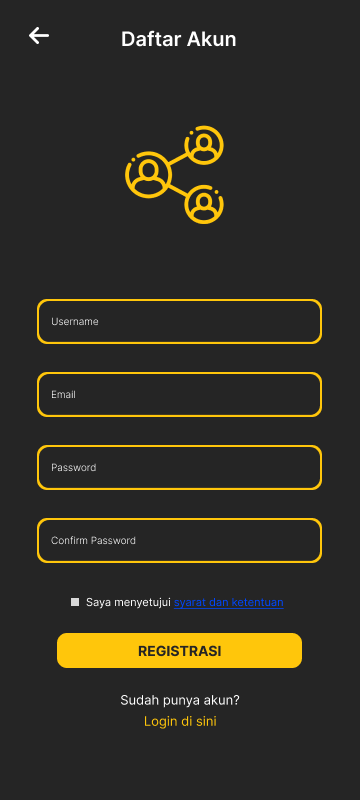 Daftar Akun
Username
Email
Password
Confirm Password
Saya menyetujui syarat dan ketentuan
REGISTRASI
Sudah punya akun?
Login di sini